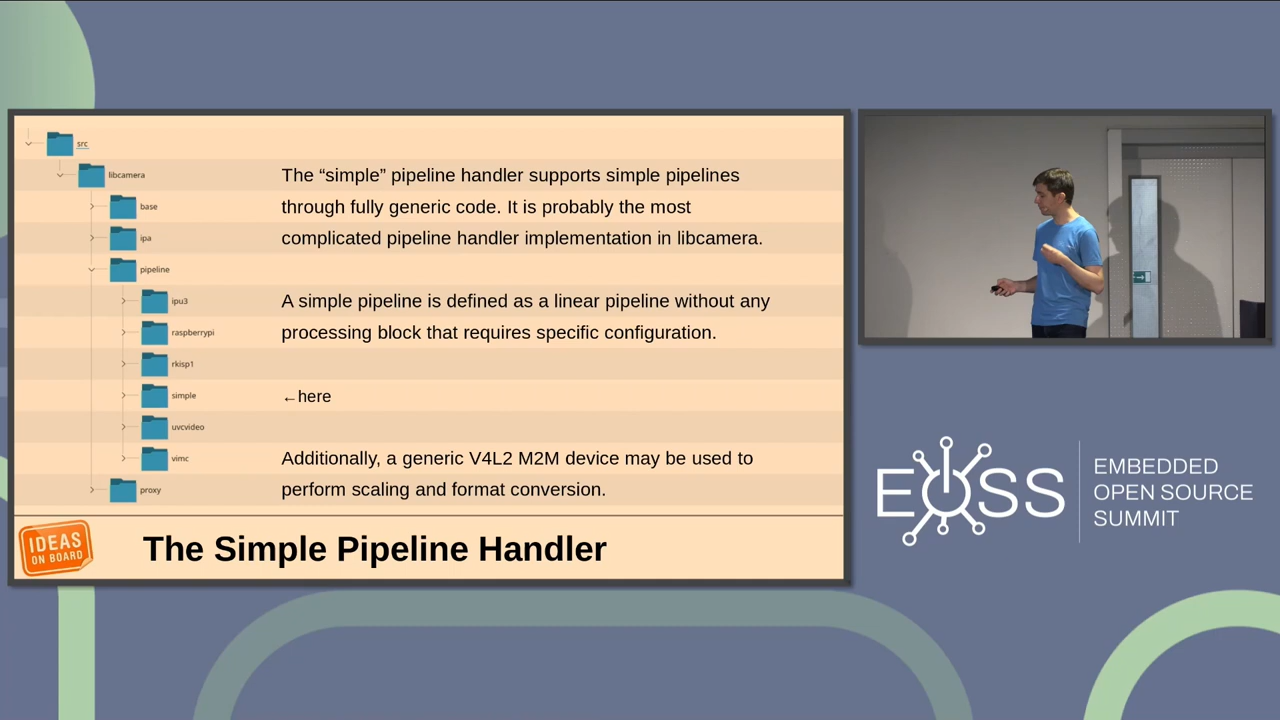 src
libcamera
base
ipa
pipeline
ipu3
raspberrypi
rkisp1
simple
uvcvideo
vimc
proxy
The “simple” pipeline handler supports simple pipelines
through fully generic code. It is probably the most
complicated pipeline handler implementation in libcamera.
A simple pipeline is defined as a linear pipeline without any
processing block that requires specific configuration.
←here
Additionally, a generic V4L2 M2M device may be used to
perform scaling and format conversion.
IDEAS
ON BOARD
The Simple Pipeline Handler
EOSS
EMBEDDED
OPEN SOURCE
SUMMIT